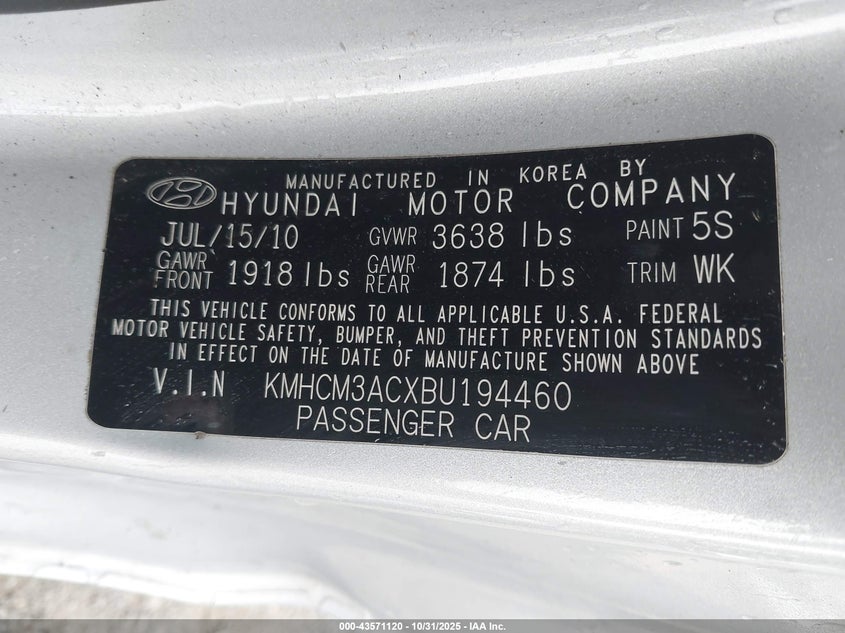 MANUFACTURED IN KOREA BY
HYUNDAI MOTOR COMPANY
JUL/15/10 GVWR 3638 lbs PAINT 5S
GAWR FRONT 1918 lbs GAWR REAR 1874 lbs TRIM WK
THIS VEHICLE CONFORMS TO ALL APPLICABLE U.S.A. FEDERAL
MOTOR VEHICLE SAFETY, BUMPER, AND THEFT PREVENTION STANDARDS
IN EFFECT ON THE DATE OF MANUFACTURE SHOWN ABOVE
V.I.N KMHCM3ACXBU194460
PASSENGER CAR
000-43571120 - 10/31/2025 - IAA Inc.